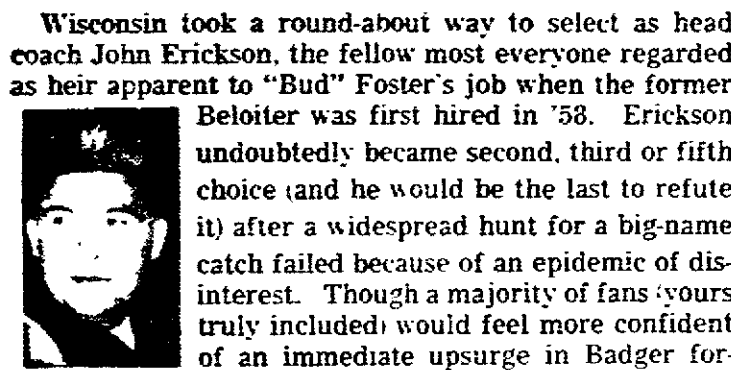 Wisconsin took a round-about way to select as head
coach John Erickson, the fellow most everyone regarded
as heir apparent to "Bud" Foster's job when the former
Beloiter was first hired in '58. Erickson
undoubtedly became second, third or fifth
choice (and he would be the last to refute
it) after a widespread hunt for a big-name
catch failed because of an epidemic of dis-
interest. Though a majority of fans (yours
truly included) would feel more confident
of an immediate upsurge in Badger for-